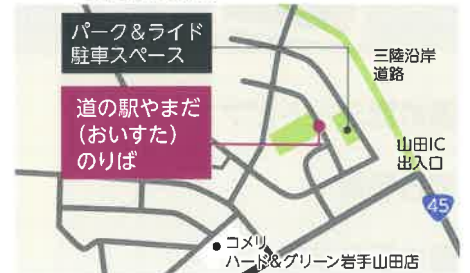 パーク&ライド
駐車スペース
三陸沿岸
道路
道の駅やまだ
(おいすた)
のりば
山田IC
出入口
45
コメリ
ハード&グリーン岩手山田店